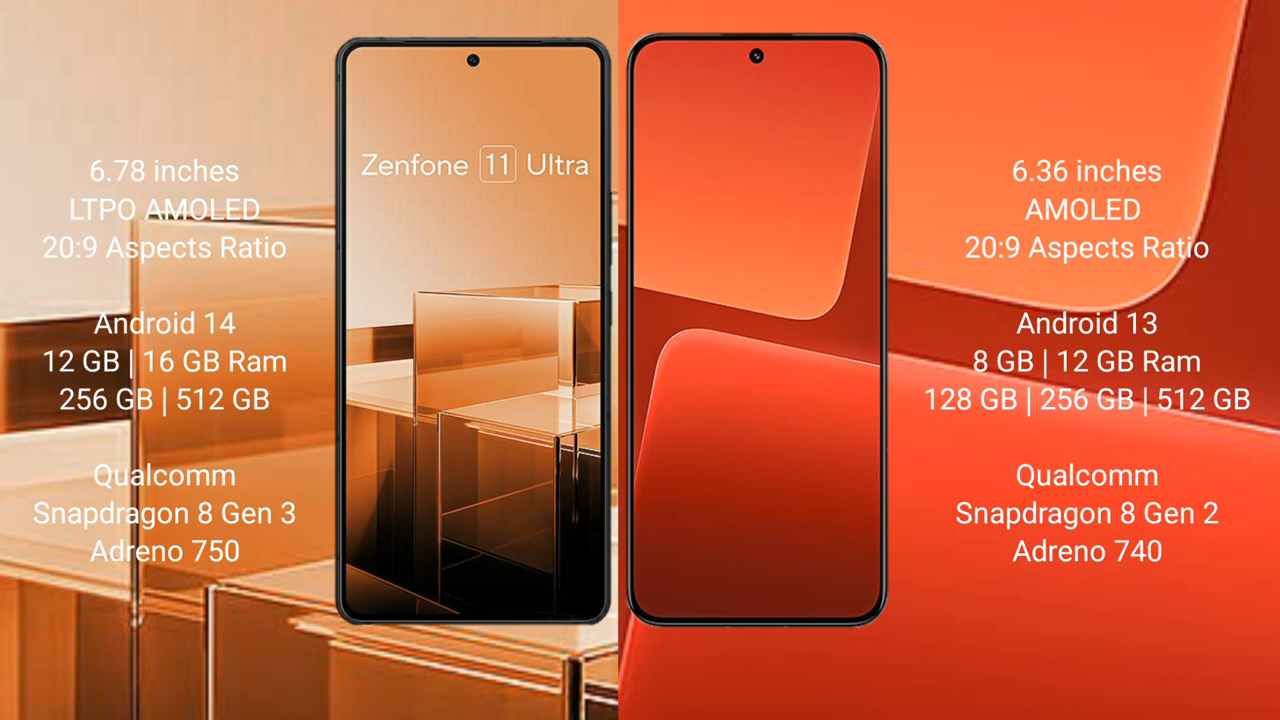 6.78 inches
LTPO AMOLED
20:9 Aspects Ratio
Android 14
12 GB | 16 GB Ram
256 GB | 512 GB
Qualcomm
Snapdragon 8 Gen 3
Adreno 750
Zenfone 11 Ultra
6.36 inches
AMOLED
20:9 Aspects Ratio
Android 13
8 GB | 12 GB Ram
128 GB | 256 GB | 512 GB
Qualcomm
Snapdragon 8 Gen 2
Adreno 740